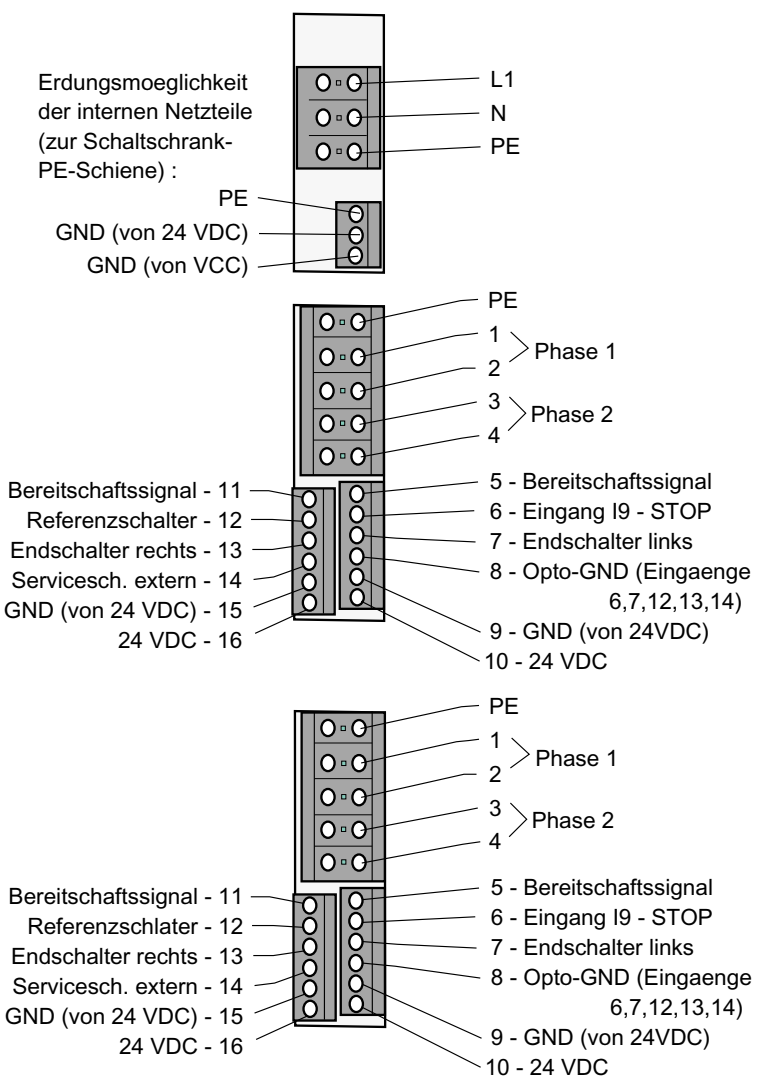 Erdungsmoeglichkeit
der internen Netzteile
(zur Schaltschrank-
PE-Schiene) :
PE
GND (von 24 VDC)
GND (von VCC)
L1
N
PE
PE
1
2
Phase 1
3
4
Phase 2
Bereitschaftssignal - 11
Referenzschalter - 12
Endschalter rechts - 13
Servicesch. extern - 14
GND (von 24 VDC) - 15
24 VDC - 16
5 - Bereitschaftssignal
6 - Eingang I9 - STOP
7 - Endschalter links
8 - Opto-GND (Eingaenge
6,7,12,13,14)
9 - GND (von 24VDC)
10 - 24 VDC
PE
1
2
Phase 1
3
4
Phase 2
Bereitschaftssignal - 11
Referenzschlater - 12
Endschalter rechts - 13
Servicesch. extern - 14
GND (von 24 VDC) - 15
24 VDC - 16
5 - Bereitschaftssignal
6 - Eingang I9 - STOP
7 - Endschalter links
8 - Opto-GND (Eingaenge
6,7,12,13,14)
9 - GND (von 24VDC)
10 - 24 VDC